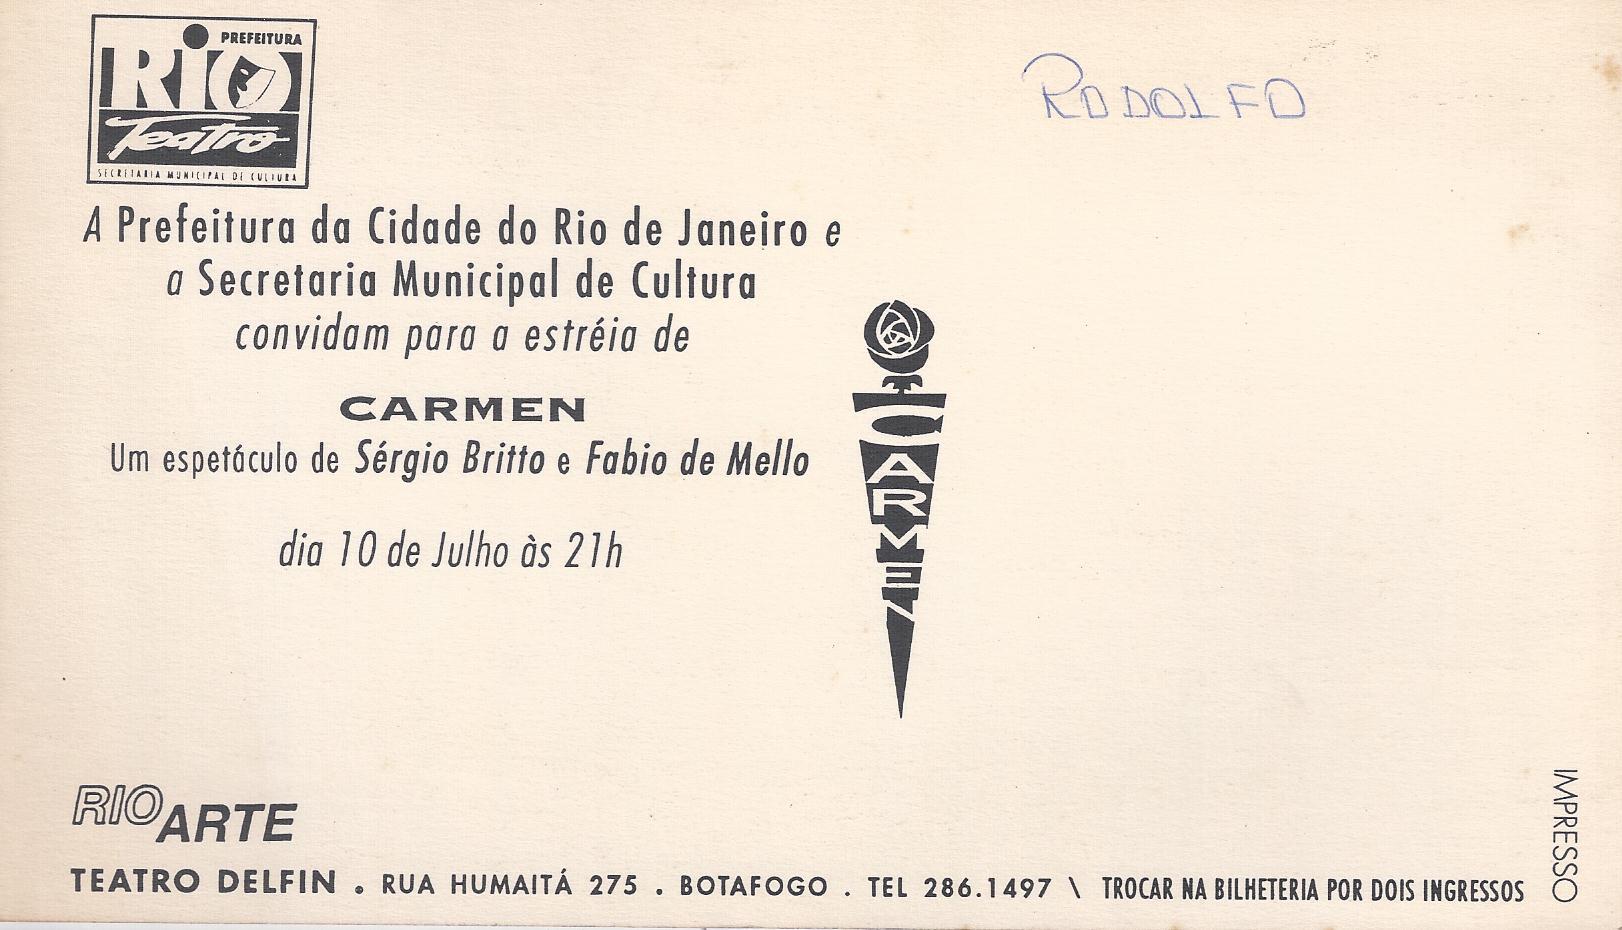 PREFEITURA
RIO
Teatro
SECRETARIA MUNICIPAL DE CULTURA
RODOLFO
A Prefeitura da Cidade do Rio de Janeiro e
a Secretaria Municipal de Cultura
convidam para a estréia de
CARMEN
Um espetáculo de Sérgio Britto e Fabio de Mello
dia 10 de Julho às 21h
CARMEN
RIOARTE
TEATRO DELFIN . RUA HUMAITÁ 275 . BOTAFOGO . TEL 286.1497 \ TROCAR NA BILHETERIA POR DOIS INGRESSOS
IMPRESSO